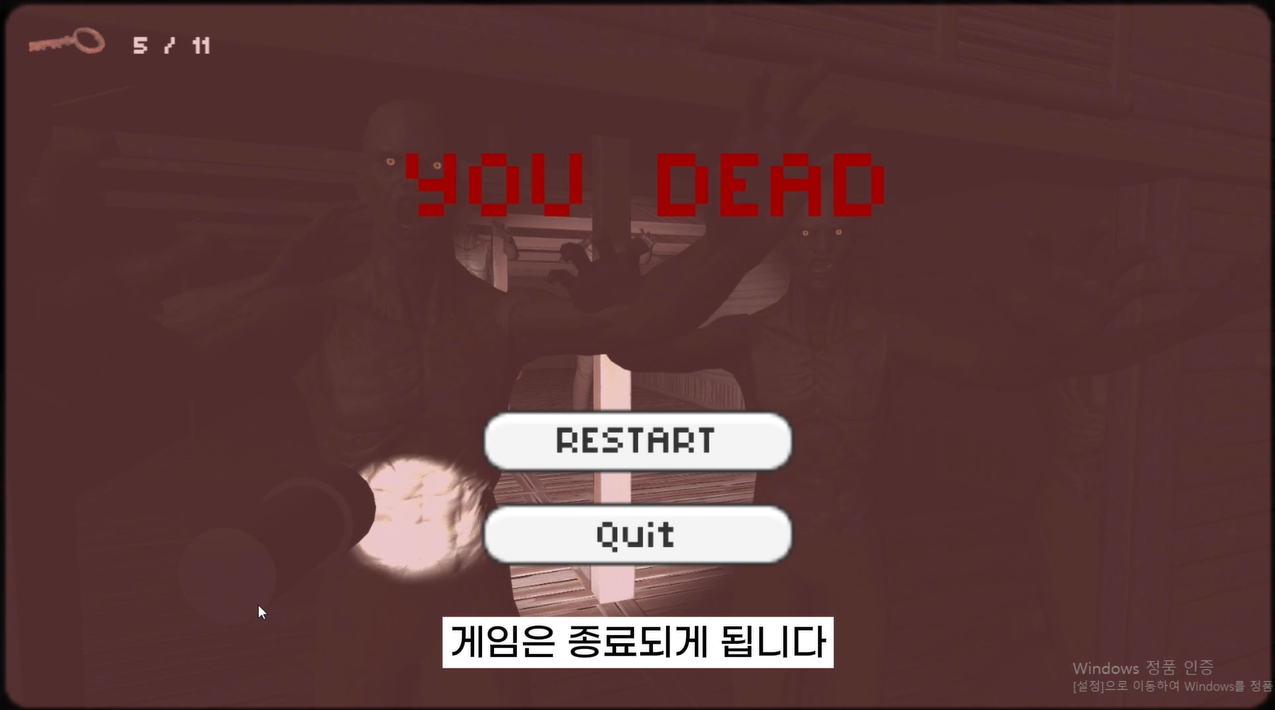 5 / 11
YOU DEAD
RESTART
Quit
게임은 종료되게 됩니다
Windows 정품 인증
[설정]으로 이동하여 Windows를 정품